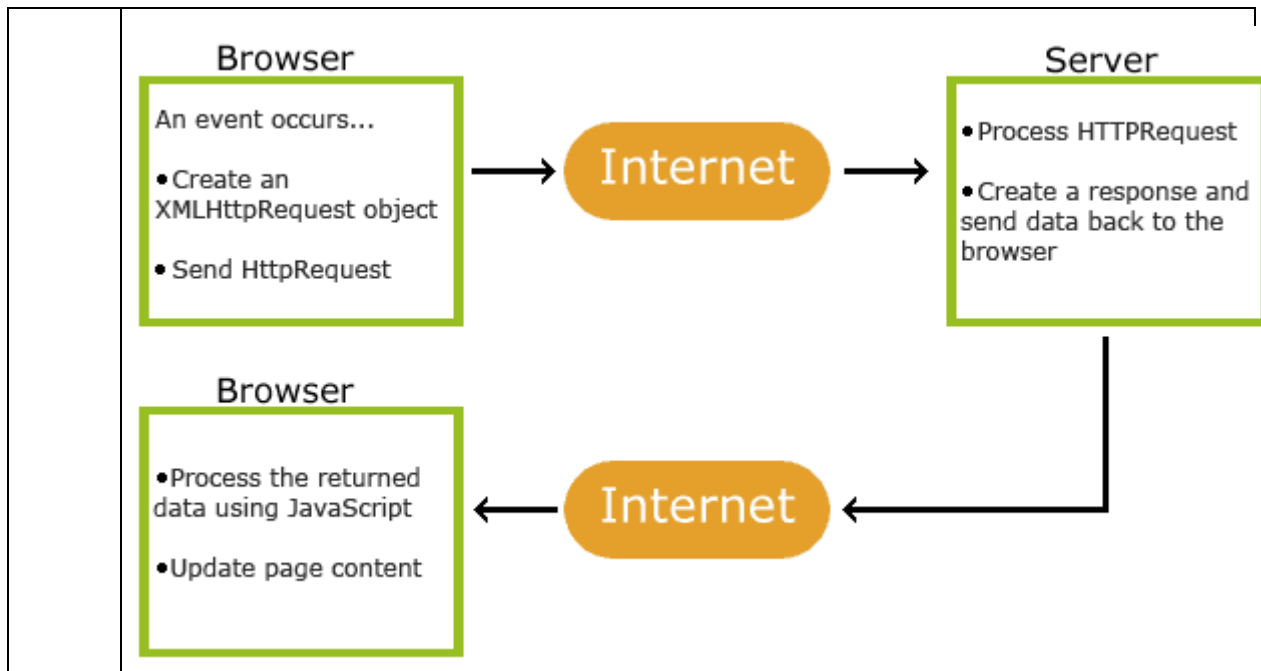 Browser
An event occurs...
●Create an
XMLHttpRequest object
● Send HttpRequest
Internet
Server
●Process HTTPRequest
●Create a response and
send data back to the
browser
Browser
●Process the returned
data using JavaScript
●Update page content
Internet